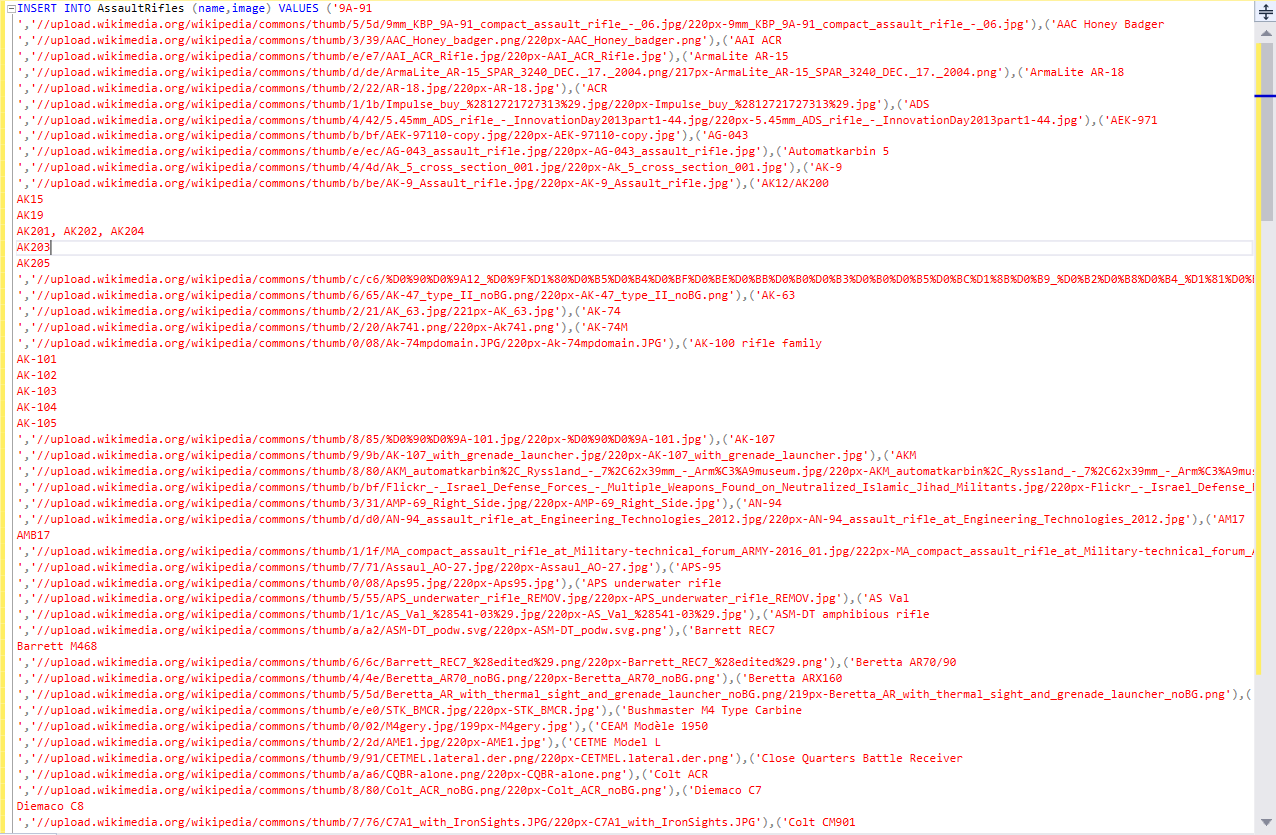 INSERT INTO AssaultRifles (name,image) VALUES ('9A-91
','//upload.wikimedia.org/wikipedia/commons/thumb/5/5d/9mm_KBP_9A-91_compact_assault_rifle_-_06.jpg/220px-9mm_KBP_9A-91_compact_assault_rifle_-_06.jpg'),('AAC Honey Badger
','//upload.wikimedia.org/wikipedia/commons/thumb/3/39/AAC_Honey_badger.png/220px-AAC_Honey_badger.png'),('AAI ACR
','//upload.wikimedia.org/wikipedia/commons/thumb/e/e7/AAI_ACR_Rifle.jpg/220px-AAI_ACR_Rifle.jpg'),('ArmaLite AR-15
','//upload.wikimedia.org/wikipedia/commons/thumb/d/de/ArmaLite_AR-15_SPAR_3240_DEC._17._2004.png/217px-ArmaLite_AR-15_SPAR_3240_DEC._17._2004.png'),('ArmaLite AR-18
','//upload.wikimedia.org/wikipedia/commons/thumb/2/22/AR-18.jpg/220px-AR-18.jpg'),('ACR
','//upload.wikimedia.org/wikipedia/commons/thumb/1/1b/Impulse_buy_%2812721727313%29.jpg/220px-Impulse_buy_%2812721727313%29.jpg'),('ADS
','//upload.wikimedia.org/wikipedia/commons/thumb/4/42/5.45mm_ADS_rifle_-_InnovationDay2013part1-44.jpg/220px-5.45mm_ADS_rifle_-_InnovationDay2013part1-44.jpg'),('AEK-971
','//upload.wikimedia.org/wikipedia/commons/thumb/b/bf/AEK-97110-copy.jpg/220px-AEK-97110-copy.jpg'),('AG-043
','//upload.wikimedia.org/wikipedia/commons/thumb/e/ec/AG-043_assault_rifle.jpg/220px-AG-043_assault_rifle.jpg'),('Automatkarbin 5
','//upload.wikimedia.org/wikipedia/commons/thumb/4/4d/Ak_5_cross_section_001.jpg/220px-Ak_5_cross_section_001.jpg'),('AK-9
','//upload.wikimedia.org/wikipedia/commons/thumb/b/be/AK-9_Assault_rifle.jpg/220px-AK-9_Assault_rifle.jpg'),('AK12/AK200
AK15
AK19
AK201, AK202, AK204
AK203
AK205
','//upload.wikimedia.org/wikipedia/commons/thumb/c/c6/%D0%90%D0%9A12_%D0%9F%D1%80%D0%B5%D0%B4%D0%BF%D0%BE%D0%BB%D0%B0%D0%B3%D0%B0%D0%B5%D0%BC%D1%8B%D0%B9_%D0%B2%D0%B8%D0%B4_%D1%81%D0%
','//upload.wikimedia.org/wikipedia/commons/thumb/6/65/AK-47_type_II_noBG.png/220px-AK-47_type_II_noBG.png'),('AK-63
','//upload.wikimedia.org/wikipedia/commons/thumb/2/21/AK_63.jpg/221px-AK_63.jpg'),('AK-74
','//upload.wikimedia.org/wikipedia/commons/thumb/2/20/Ak74l.png/220px-Ak74l.png'),('AK-74M
','//upload.wikimedia.org/wikipedia/commons/thumb/0/08/Ak-74mpdomain.JPG/220px-Ak-74mpdomain.JPG'),('AK-100 rifle family
AK-101
AK-102
AK-103
AK-104
AK-105
','//upload.wikimedia.org/wikipedia/commons/thumb/8/85/%D0%90%D0%9A-101.jpg/220px-%D0%90%D0%9A-101.jpg'),('AK-107
','//upload.wikimedia.org/wikipedia/commons/thumb/9/9b/AK-107_with_grenade_launcher.jpg/220px-AK-107_with_grenade_launcher.jpg'),('AKM
','//upload.wikimedia.org/wikipedia/commons/thumb/8/80/AKM_automatkarbin%2C_Ryssland_-_7%2C62x39mm_-_Arm%C3%A9museum.jpg/220px-AKM_automatkarbin%2C_Ryssland_-_7%2C62x39mm_-_Arm%C3%A9mus
','//upload.wikimedia.org/wikipedia/commons/thumb/b/bf/Flickr_-_Israel_Defense_Forces_-_Multiple_Weapons_Found_on_Neutralized_Islamic_Jihad_Militants.jpg/220px-Flickr_-_Israel_Defense_
','//upload.wikimedia.org/wikipedia/commons/thumb/3/31/AMP-69_Right_Side.jpg/220px-AMP-69_Right_Side.jpg'),('AN-94
','//upload.wikimedia.org/wikipedia/commons/thumb/d/d0/AN-94_assault_rifle_at_Engineering_Technologies_2012.jpg/220px-AN-94_assault_rifle_at_Engineering_Technologies_2012.jpg'),('AM17
AMB17
','//upload.wikimedia.org/wikipedia/commons/thumb/1/1f/MA_compact_assault_rifle_at_Military-technical_forum_ARMY-2016_01.jpg/222px-MA_compact_assault_rifle_at_Military-technical_forum_
','//upload.wikimedia.org/wikipedia/commons/thumb/7/71/Assaul_AO-27.jpg/220px-Assaul_AO-27.jpg'),('APS-95
','//upload.wikimedia.org/wikipedia/commons/thumb/0/08/Aps95.jpg/220px-Aps95.jpg'),('APS underwater rifle
','//upload.wikimedia.org/wikipedia/commons/thumb/5/55/APS_underwater_rifle_REMOV.jpg/220px-APS_underwater_rifle_REMOV.jpg'),('AS Val
','//upload.wikimedia.org/wikipedia/commons/thumb/1/1c/AS_Val_%28541-03%29.jpg/220px-AS_Val_%28541-03%29.jpg'),('ASM-DT amphibious rifle
','//upload.wikimedia.org/wikipedia/commons/thumb/a/a2/ASM-DT_podw.svg/220px-ASM-DT_podw.svg.png'),('Barrett REC7
Barrett M468
','//upload.wikimedia.org/wikipedia/commons/thumb/6/6c/Barrett_REC7_%28edited%29.png/220px-Barrett_REC7_%28edited%29.png'),('Beretta AR70/90
','//upload.wikimedia.org/wikipedia/commons/thumb/4/4e/Beretta_AR70_noBG.png/220px-Beretta_AR70_noBG.png'),('Beretta ARX160
','//upload.wikimedia.org/wikipedia/commons/thumb/5/5d/Beretta_AR_with_thermal_sight_and_grenade_launcher_noBG.png/219px-Beretta_AR_with_thermal_sight_and_grenade_launcher_noBG.png'),(
','//upload.wikimedia.org/wikipedia/commons/thumb/e/e0/STK_BMCR.jpg/220px-STK_BMCR.jpg'),('Bushmaster M4 Type Carbine
','//upload.wikimedia.org/wikipedia/commons/thumb/0/02/M4gery.jpg/199px-M4gery.jpg'),('CEAM Modèle 1950
','//upload.wikimedia.org/wikipedia/commons/thumb/2/2d/AME1.jpg/220px-AME1.jpg'),('CETME Model L
','//upload.wikimedia.org/wikipedia/commons/thumb/9/91/CETMEL.lateral.der.png/220px-CETMEL.lateral.der.png'),('Close Quarters Battle Receiver
','//upload.wikimedia.org/wikipedia/commons/thumb/a/a6/CQBR-alone.png/220px-CQBR-alone.png'),('Colt ACR
','//upload.wikimedia.org/wikipedia/commons/thumb/8/80/Colt_ACR_noBG.png/220px-Colt_ACR_noBG.png'),('Diemaco C7
Diemaco C8
','//upload.wikimedia.org/wikipedia/commons/thumb/7/76/C7A1_with_IronSights.JPG/220px-C7A1_with_IronSights.JPG'),('Colt CM901